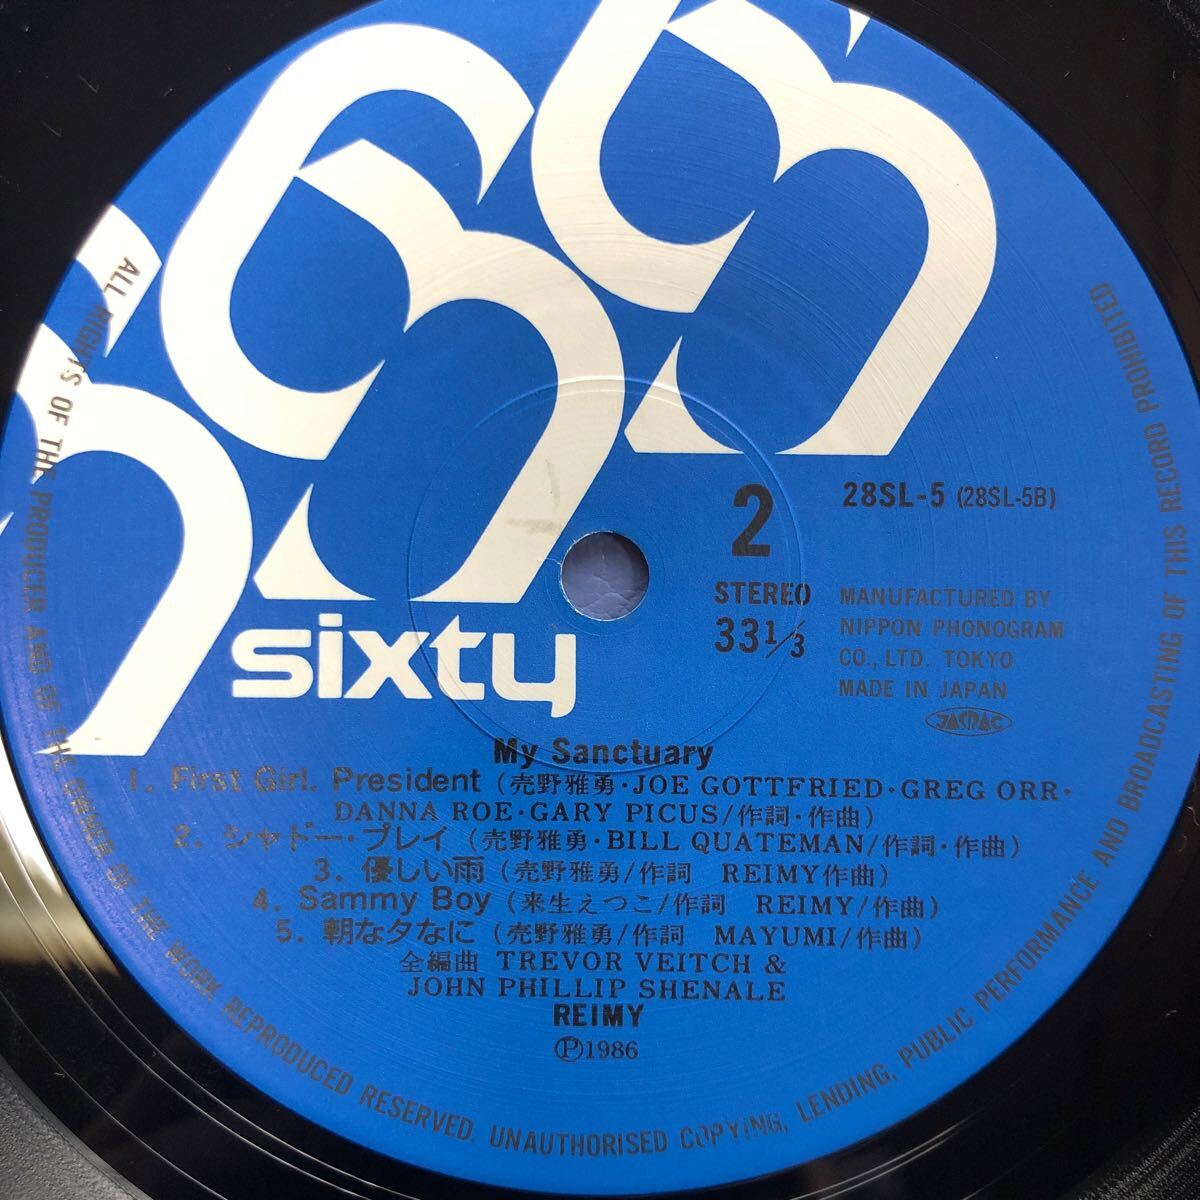 sixty
2
STEREO
33 1/3
28SL-5 (28SL-5B)
MANUFACTURED BY
NIPPON PHONOGRAM
CO., LTD. TOKYO
MADE IN JAPAN
JASRAC
My Sanctuary
1. First Girl. President (売野雅勇・JOE GOTTFRIED・GREG ORR・
DANNA ROE・GARY PICUS/作詞・作曲)
2. シャドー・プレイ (売野雅勇・BILL QUATEMAN/作詞・作曲)
3. 優しい雨 (売野雅勇/作詞 REIMY作曲)
4. Sammy Boy (来生えつこ/作詞 REIMY/作曲)
5. 朝な夕なに (売野雅勇/作詞 MAYUMI/作曲)
全編曲 TREVOR VEITCH &
JOHN PHILLIP SHENALE
REIMY
Ⓟ1986
ALL RIGHTS OF THE PRODUCER AND OF THE OWNER OF THE WORK REPRODUCED RESERVED. UNAUTHORISED COPYING, LENDING, PUBLIC PERFORMANCE AND BROADCASTING OF THIS RECORD PROHIBITED